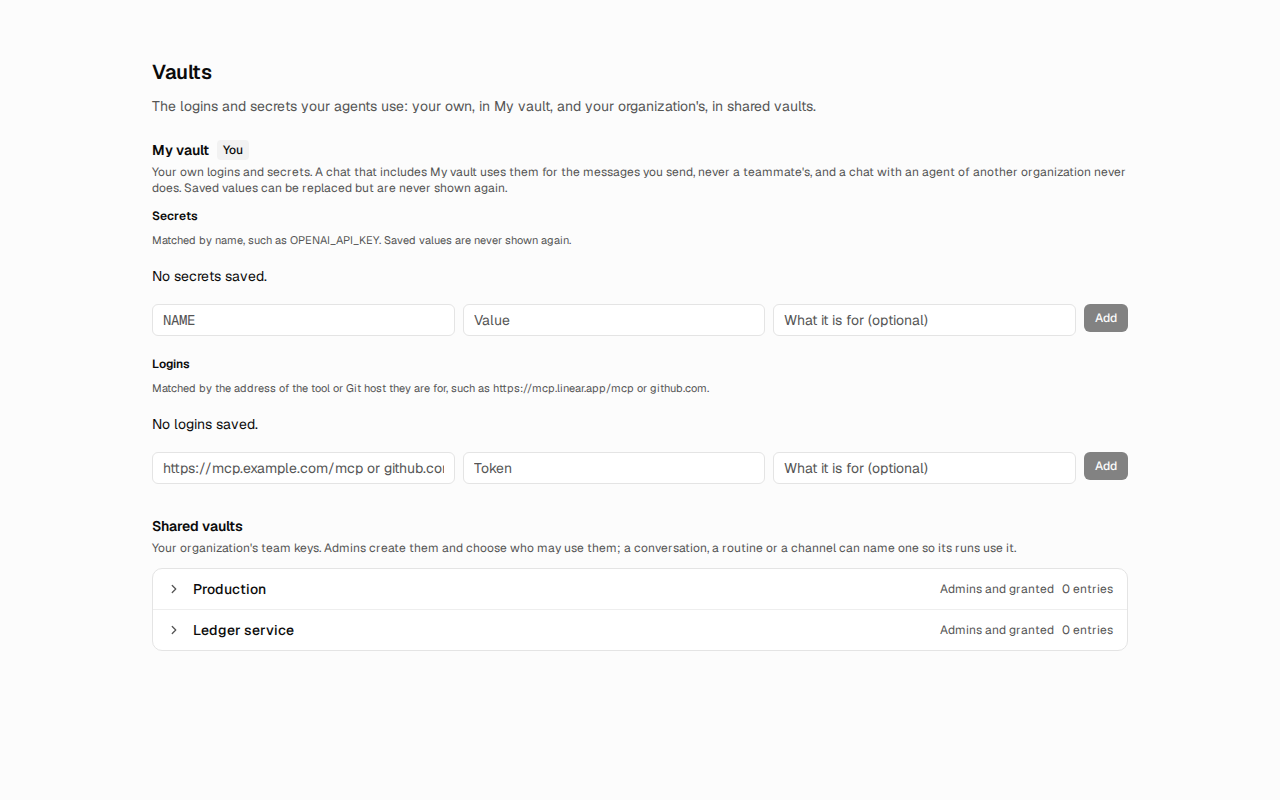 Vaults
The logins and secrets your agents use: your own, in My vault, and your organization's, in shared vaults.
My vault You
Your own logins and secrets. A chat that includes My vault uses them for the messages you send, never a teammate's, and a chat with an agent of another organization never
does. Saved values can be replaced but are never shown again.
Secrets
Matched by name, such as OPENAI_API_KEY. Saved values are never shown again.
No secrets saved.
NAME Value What it is for (optional) Add
Logins
Matched by the address of the tool or Git host they are for, such as https://mcp.linear.app/mcp or github.com.
No logins saved.
https://mcp.example.com/mcp or github.co Token What it is for (optional) Add
Shared vaults
Your organization's team keys. Admins create them and choose who may use them; a conversation, a routine or a channel can name one so its runs use it.
Production Admins and granted 0 entries
Ledger service Admins and granted 0 entries